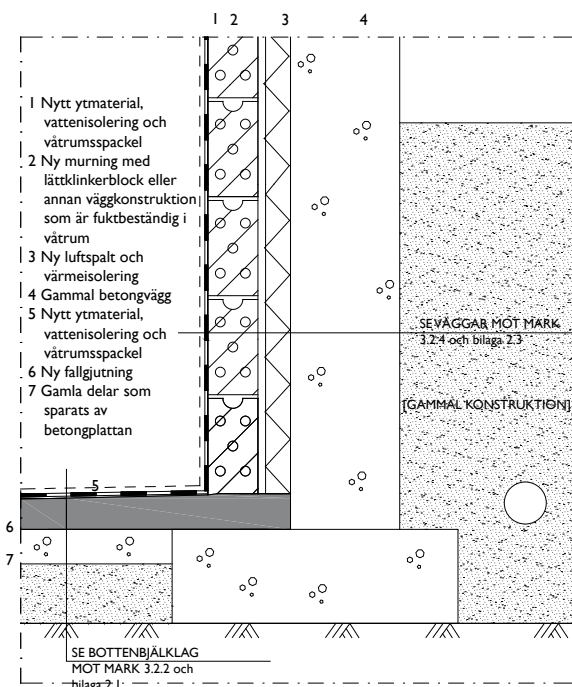 1 2 3 4
1 Nytt ytmaterial,
vattenisolering och
våtrumsspackel
2 Ny murning med
lättklinkerblock eller
annan väggkonstruktion
som är fuktbeständig i
våtrum
3 Ny luftspalt och
värmeisolering
4 Gammal betongvägg
5 Nytt ytmaterial,
vattenisolering och
våtrumsspackel
6 Ny fallgjutning
7 Gamla delar som
sparats av
betongplattan
SE VÄGGAR MOT MARK
3.2.4 och bilaga 2.3
[GAMMAL KONSTRUKTION]
5
6
7
SE BOTTENBJÄLKLAG
MOT MARK 3.2.2 och
bilaga 2.1